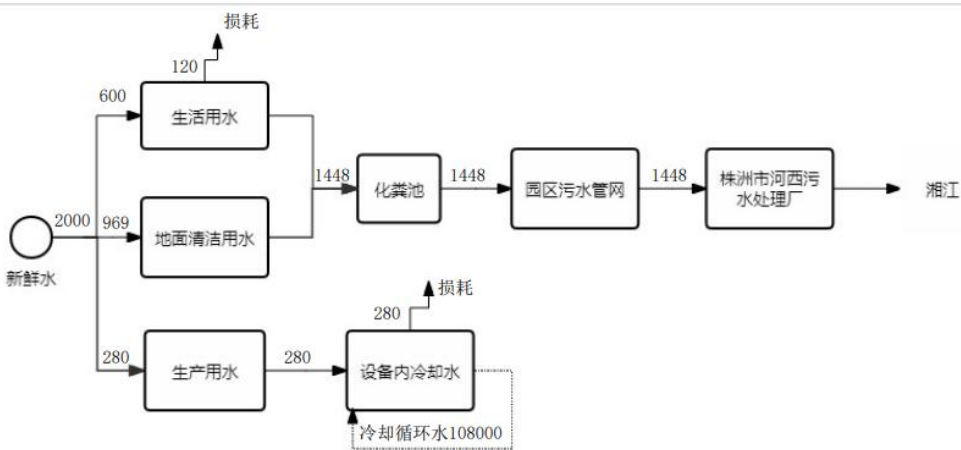 损耗
120
600
生活用水
1448
化粪池
1448
园区污水管网
1448
株洲市河西污
水处理厂
湘江
2000
969
地面清洁用水
新鲜水
损耗
280
280
生产用水
280
设备内冷却水
冷却循环水108000